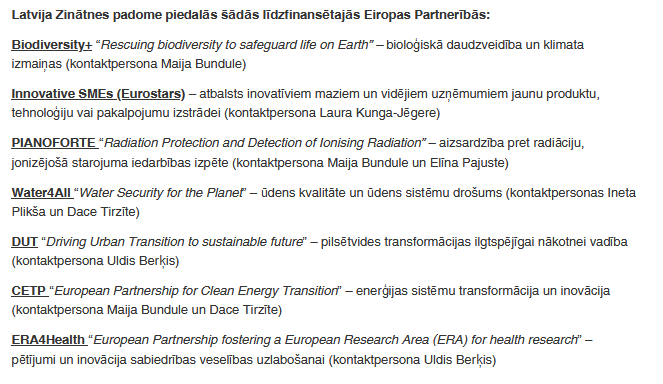 Latvija Zinātnes padome piedalās šādās līdzfinansētajās Eiropas Partnerībās:
Biodiversity+ “Rescuing biodiversity to safeguard life on Earth” – bioloģiskā daudzveidība un klimata
izmaiņas (kontaktpersona Maija Bundule)
Innovative SMEs (Eurostars) – atbalsts inovatīviem maziem un vidējiem uzņēmumiem jaunu produktu,
tehnoloģiju vai pakalpojumu izstrādei (kontaktpersona Laura Kunga-Jēgere)
PIANOFORTE “Radiation Protection and Detection of Ionising Radiation” – aizsardzība pret radiāciju,
jonizējošā starojuma iedarbības izpēte (kontaktpersona Maija Bundule un Elīna Pajuste)
Water4All “Water Security for the Planet” – ūdens kvalitāte un ūdens sistēmu drošums (kontaktpersonas Ineta
Plikša un Dace Tirzīte)
DUT “Driving Urban Transition to sustainable future” – pilsētvides transformācijas ilgtspējīgai nākotnei vadība
(kontaktpersona Uldis Berķis)
CETP “European Partnership for Clean Energy Transition” – enerģijas sistēmu transformācija un inovācija
(kontaktpersona Maija Bundule un Dace Tirzīte)
ERA4Health “European Partnership fostering a European Research Area (ERA) for health research” –
pētījumi un inovācija sabiedrības veselības uzlabošanai (kontaktpersona Uldis Berķis)